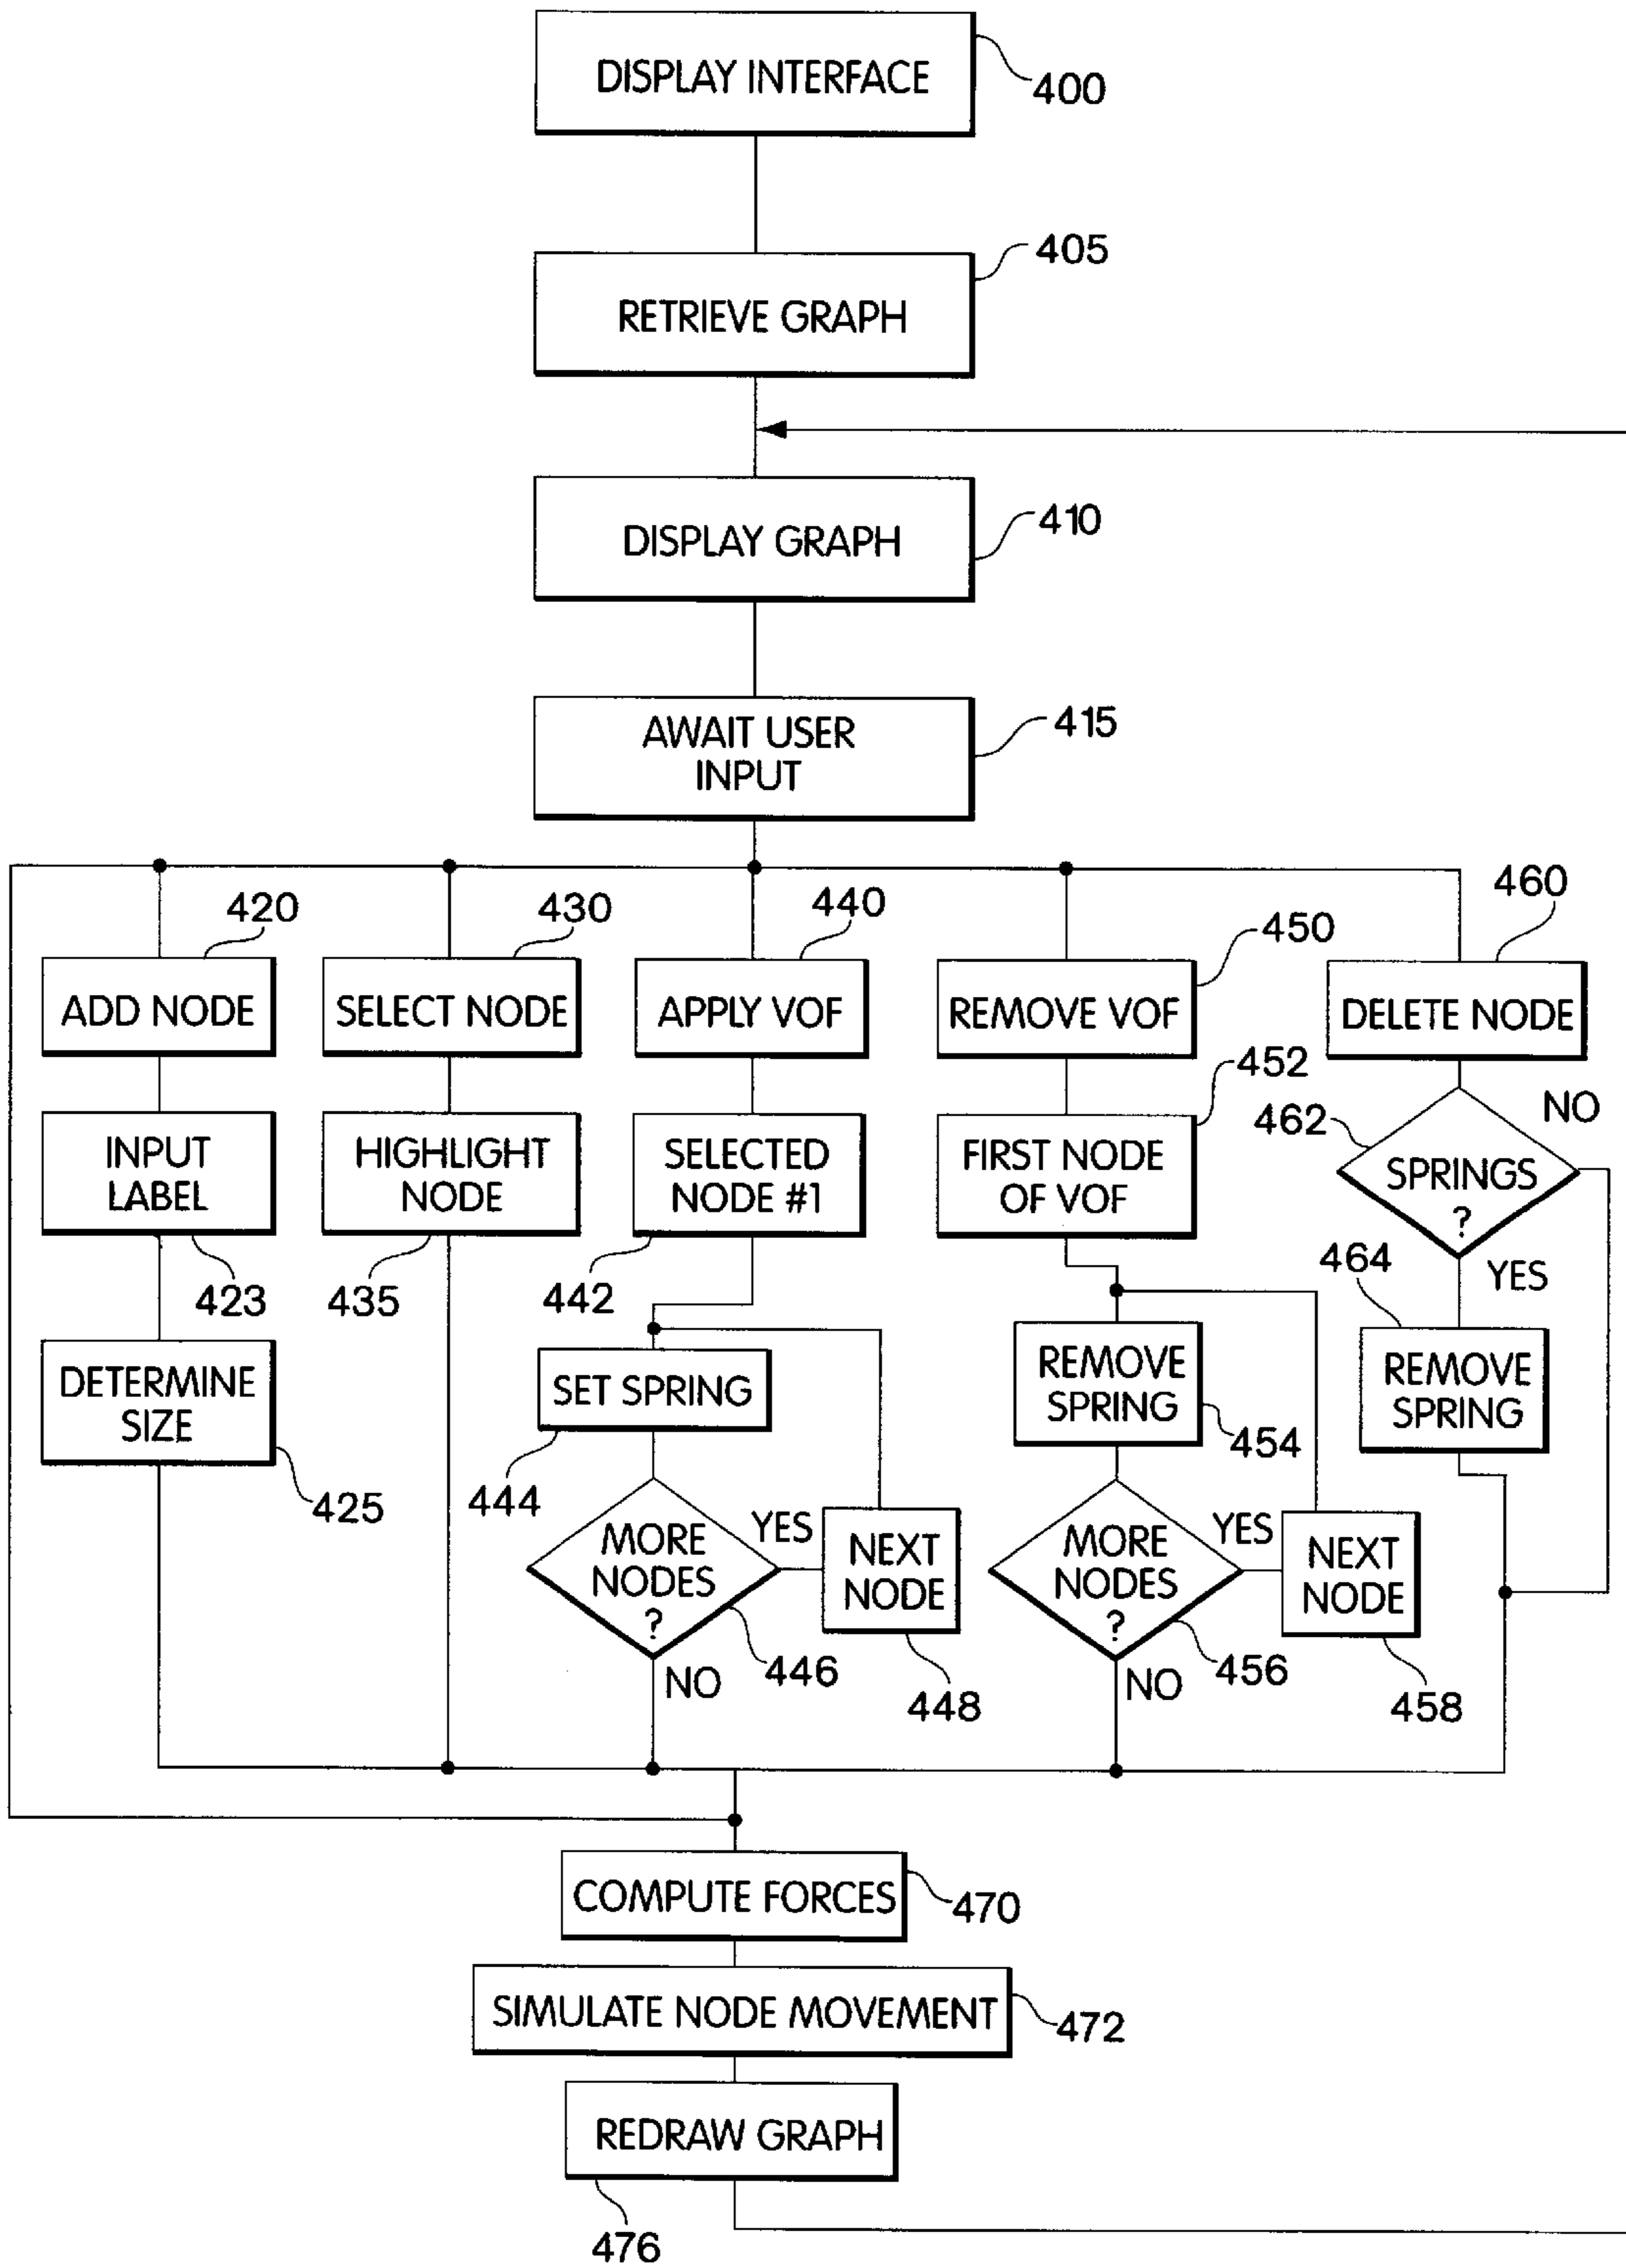 DISPLAY INTERFACE
400
405
RETRIEVE GRAPH
DISPLAY GRAPH
410
AWAIT USER
INPUT
415
420
430
440
450
460
ADD NODE
SELECT NODE
APPLY VOF
REMOVE VOF
DELETE NODE
452
462
NO
INPUT
LABEL
HIGHLIGHT
NODE
SELECTED
NODE #1
FIRST NODE
OF VOF
SPRINGS
?
423
435
442
464
YES
DETERMINE
SIZE
SET SPRING
REMOVE
SPRING
REMOVE
SPRING
425
444
454
MORE
NODES
?
YES
NEXT
NODE
MORE
NODES
?
YES
NEXT
NODE
446
NO
448
456
NO
458
COMPUTE FORCES
470
SIMULATE NODE MOVEMENT
472
REDRAW GRAPH
476